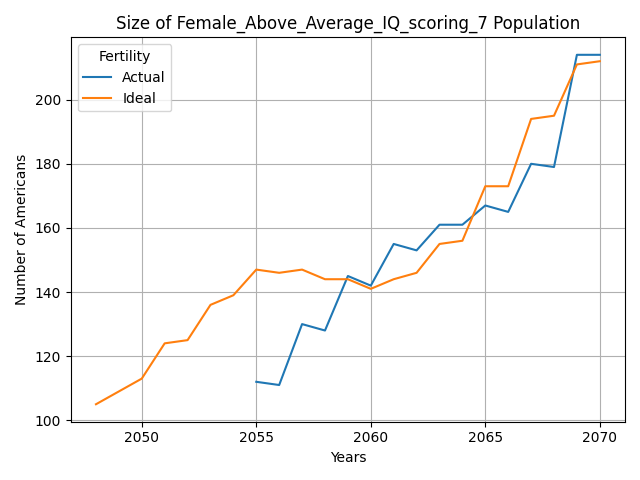 Size of Female_Above_Average_IQ_scoring_7 Population
Fertility
Actual
Ideal
Number of Americans
200
180
160
140
120
100
2050
2055
2060
2065
2070
Years